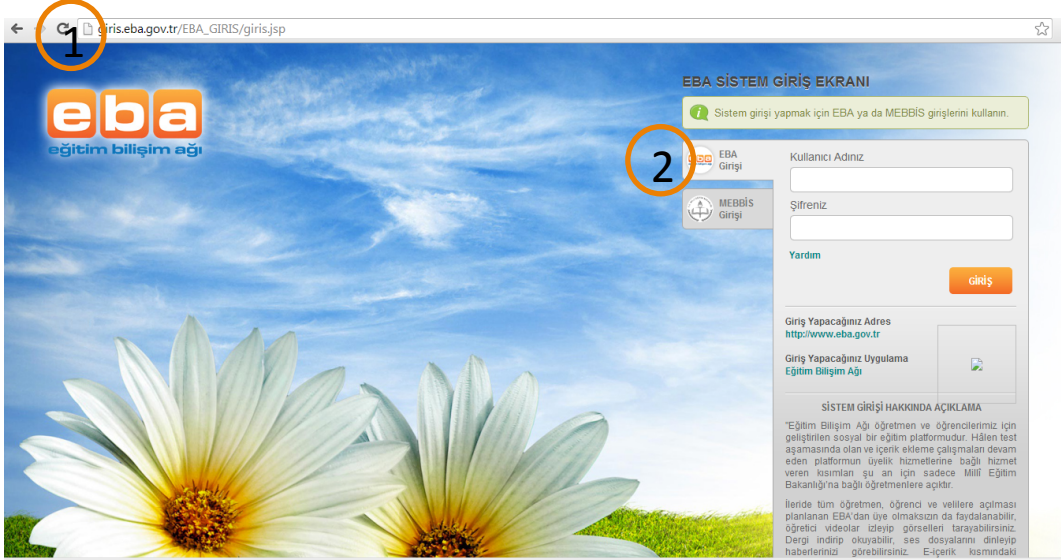 giris.eba.gov.tr/EBA_GIRIS/giris.jsp
1
eba
eğitim bilişim ağı
EBA SİSTEM GİRİŞ EKRANI
Sistem girişi yapmak için EBA ya da MEBBİS girişlerini kullanın.
2
EBA
Girişi
MEBBİS
Girişi
Kullanıcı Adınız
Şifreniz
Yardım
GİRİŞ
Giriş Yapacağınız Adres
http://www.eba.gov.tr
Giriş Yapacağınız Uygulama
Eğitim Bilişim Ağı
SİSTEM GİRİŞİ HAKKINDA AÇIKLAMA
"Eğitim Bilişim Ağı öğretmen ve öğrencilerimiz için
geliştirilen sosyal bir eğitim platformudur. Hâlen test
aşamasında olan ve içerik ekleme çalışmaları devam
eden platformun üyelik hizmetlerine bağlı hizmet
veren kısımları şu an için sadece Millî Eğitim
Bakanlığı'na bağlı öğretmenlere açıktır.
İleride tüm öğretmen, öğrenci ve velilere açılması
planlanan EBA'dan üye olmaksızın da faydalanabilir,
öğretici videolar izleyip görselleri tarayabilirsiniz.
Dergi indirip okuyabilir, ses dosyalarını dinleyip
haberlerinizi görebilirsiniz. E-içerik kısmındaki